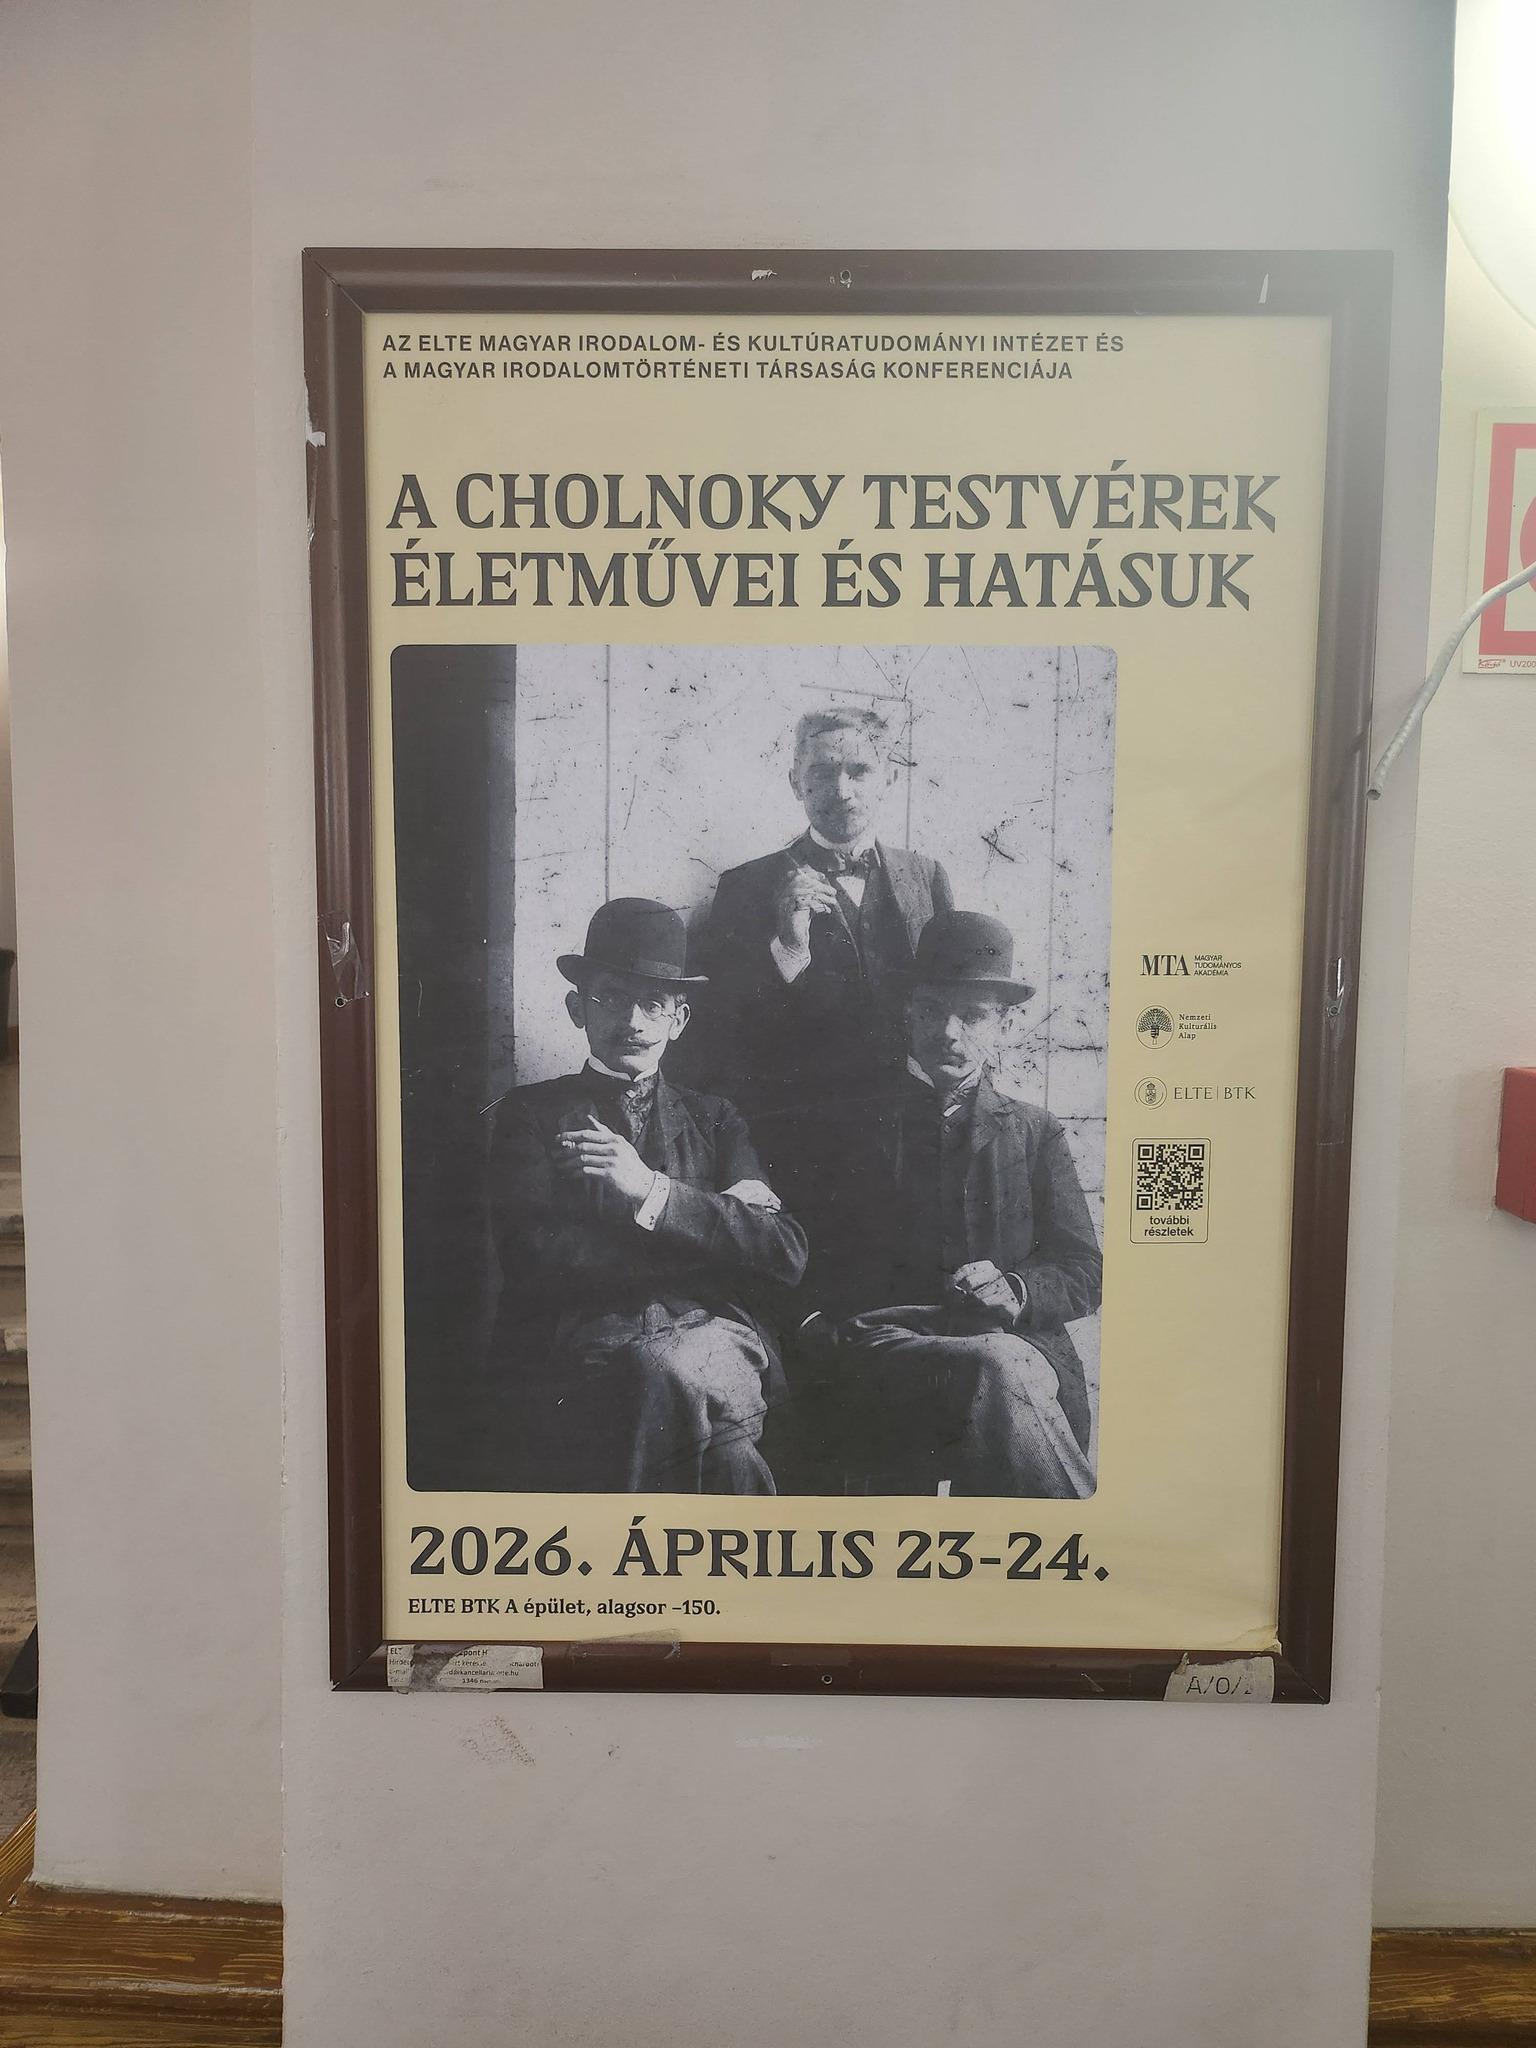 AZ ELTE MAGYAR IRODALOM- ÉS KULTÚRATUDOMÁNYI INTÉZET ÉS
A MAGYAR IRODALOMTÖRTÉNETI TÁRSASÁG KONFERENCIÁJA
A CHOLNOKY TESTVÉREK
ÉLETMŰVEI ÉS HATÁSUK
MTA MAGYAR
TUDOMÁNYOS
AKADÉMIA
Nemzeti
Kulturális
Alap
ELTE | BTK
további
részletek
2026. ÁPRILIS 23-24.
ELTE BTK A épület, alagsor –150.
A/0/
UV200